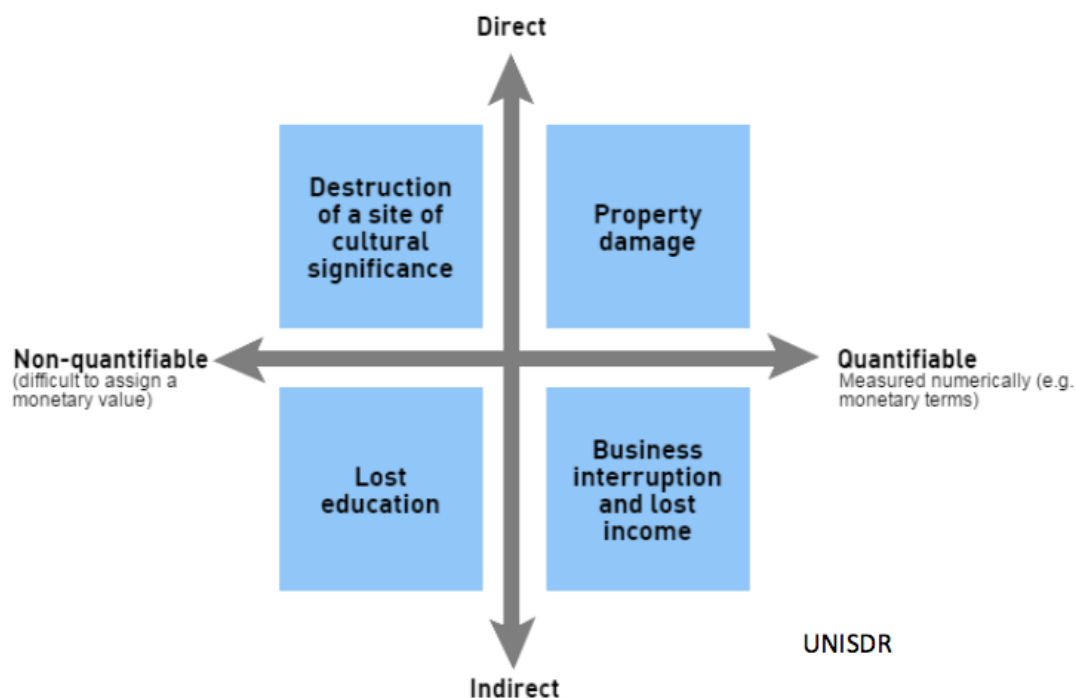 Direct
Destruction
of a site of
cultural
significance
Property
damage
Non-quantifiable
(difficult to assign a
monetary value)
Quantifiable
Measured numerically (e.g.
monetary terms)
Lost
education
Business
interruption
and lost
income
UNISDR
Indirect